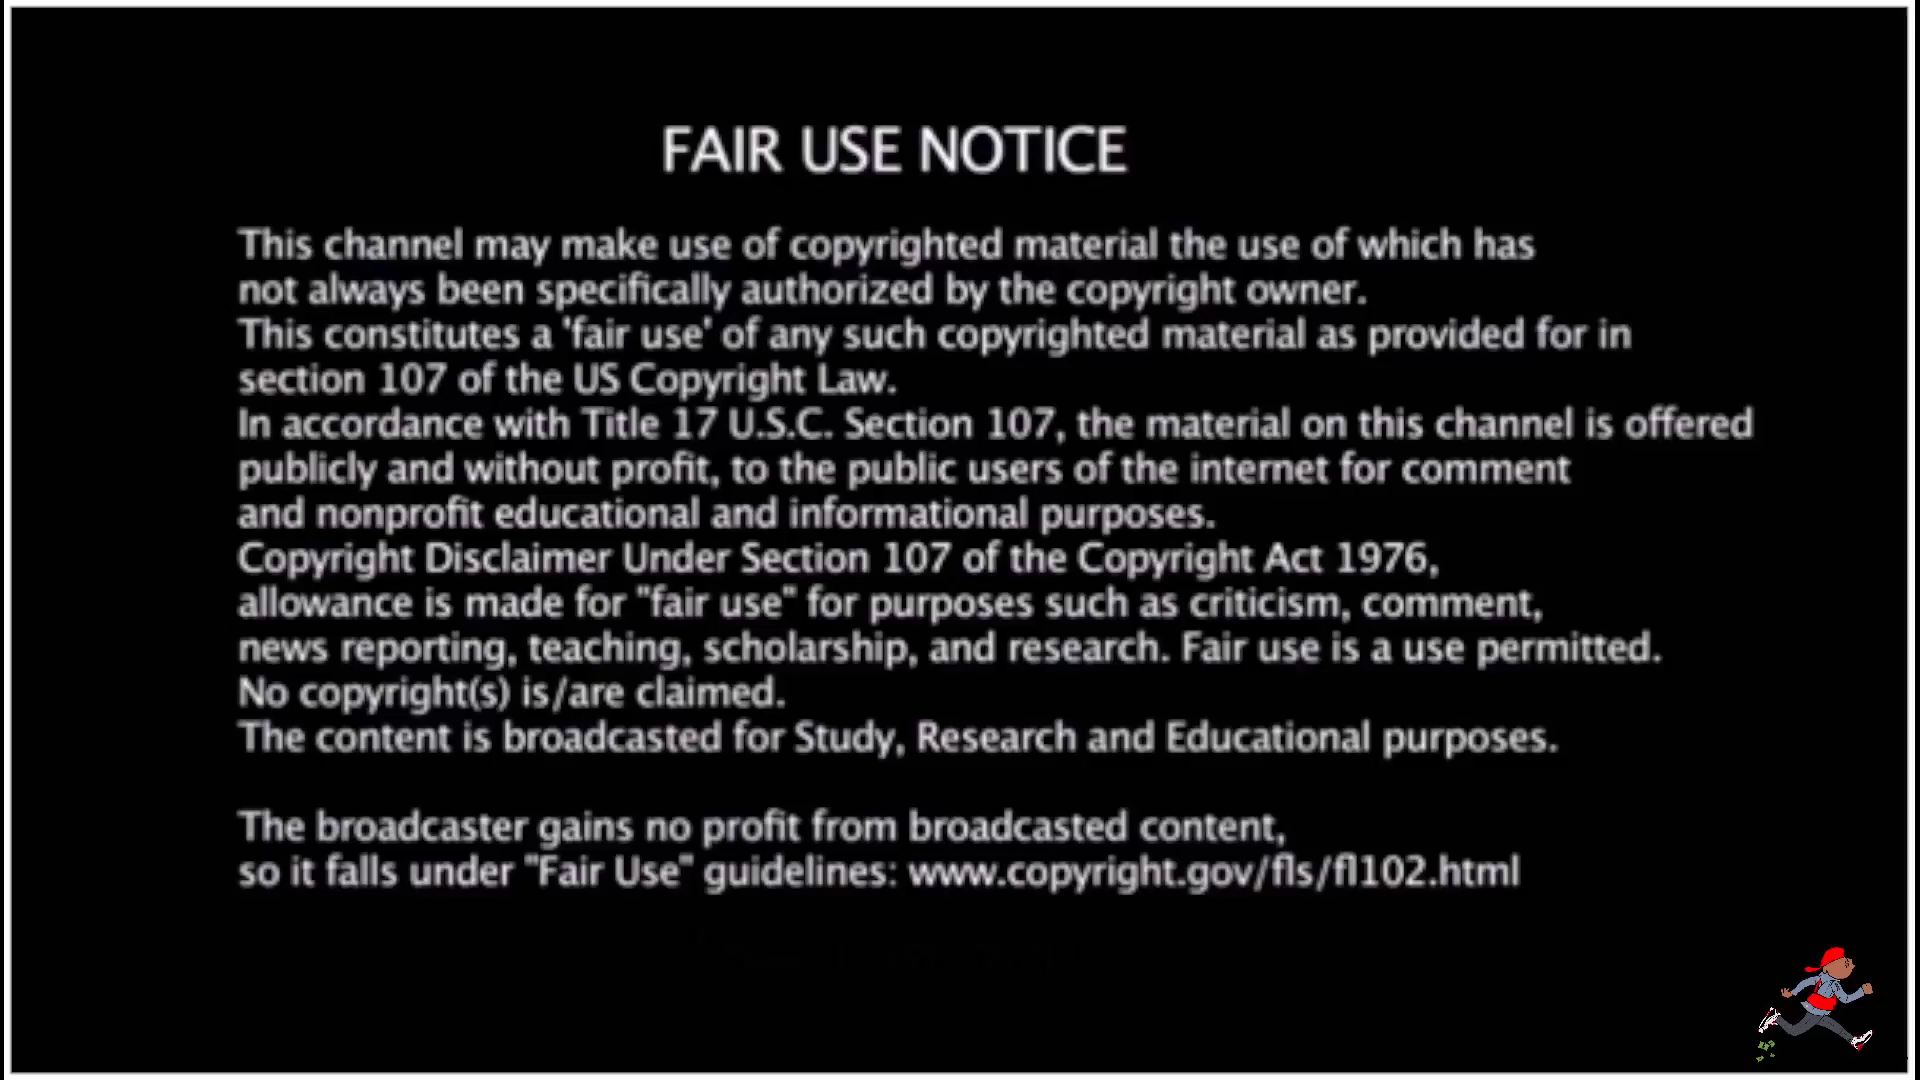 FAIR USE NOTICE
This channel may make use of copyrighted material the use of which has
not always been specifically authorized by the copyright owner.
This constitutes a 'fair use' of any such copyrighted material as provided for in
section 107 of the US Copyright Law.
In accordance with Title 17 U.S.C. Section 107, the material on this channel is offered
publicly and without profit, to the public users of the internet for comment
and nonprofit educational and informational purposes.
Copyright Disclaimer Under Section 107 of the Copyright Act 1976,
allowance is made for "fair use" for purposes such as criticism, comment,
news reporting, teaching, scholarship, and research. Fair use is a use permitted.
No copyright(s) is/are claimed.
The content is broadcasted for Study, Research and Educational purposes.
The broadcaster gains no profit from broadcasted content,
so it falls under "Fair Use" guidelines: www.copyright.gov/fls/fl102.html